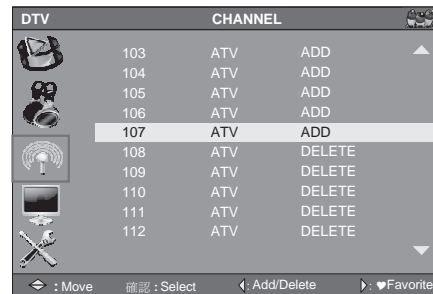 DTV CHANNEL
103 ATV ADD
104 ATV ADD
105 ATV ADD
106 ATV ADD
107 ATV ADD
108 ATV DELETE
109 ATV DELETE
110 ATV DELETE
111 ATV DELETE
112 ATV DELETE
: Move 確認 : Select : Add/Delete : ♥Favorite